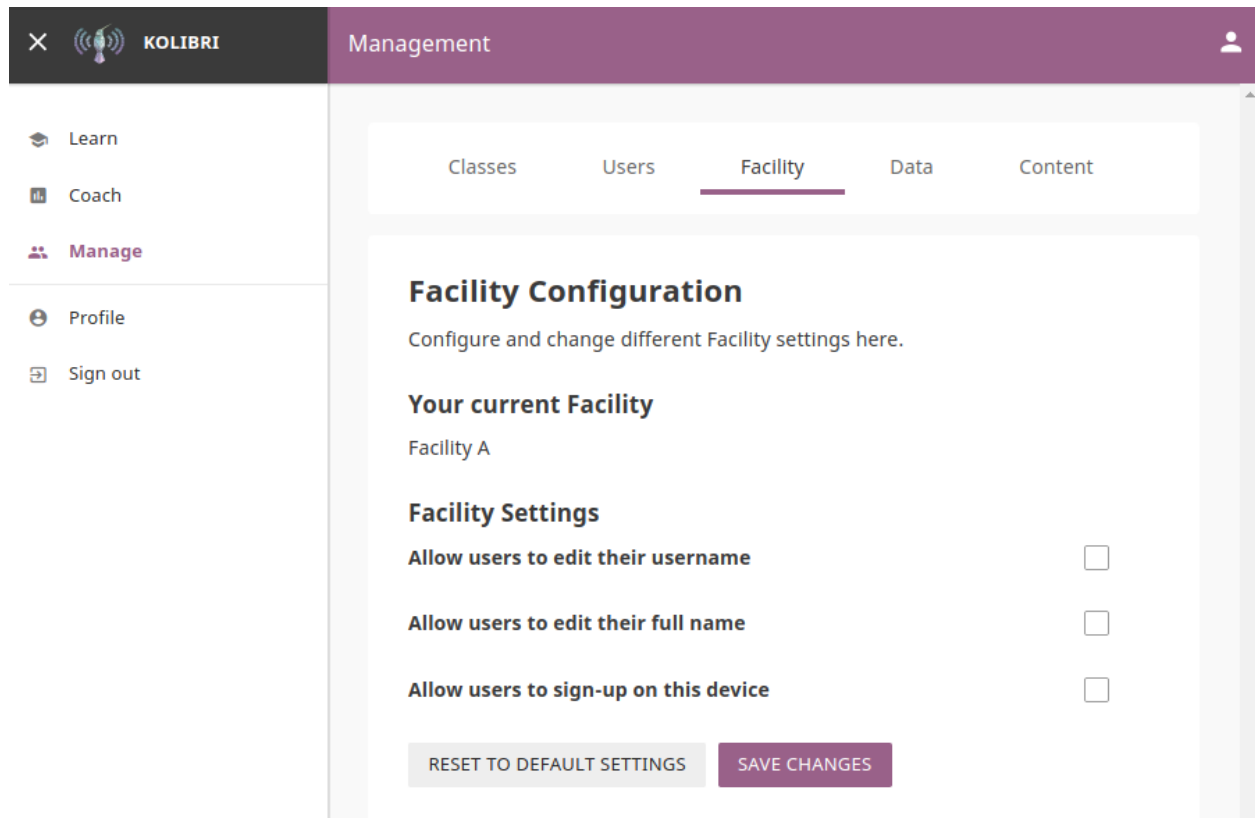 KOLIBRI
Management
Learn
Coach
Manage
Profile
Sign out
Classes Users Facility Data Content
Facility Configuration
Configure and change different Facility settings here.
Your current Facility
Facility A
Facility Settings
Allow users to edit their username
Allow users to edit their full name
Allow users to sign-up on this device
RESET TO DEFAULT SETTINGS SAVE CHANGES